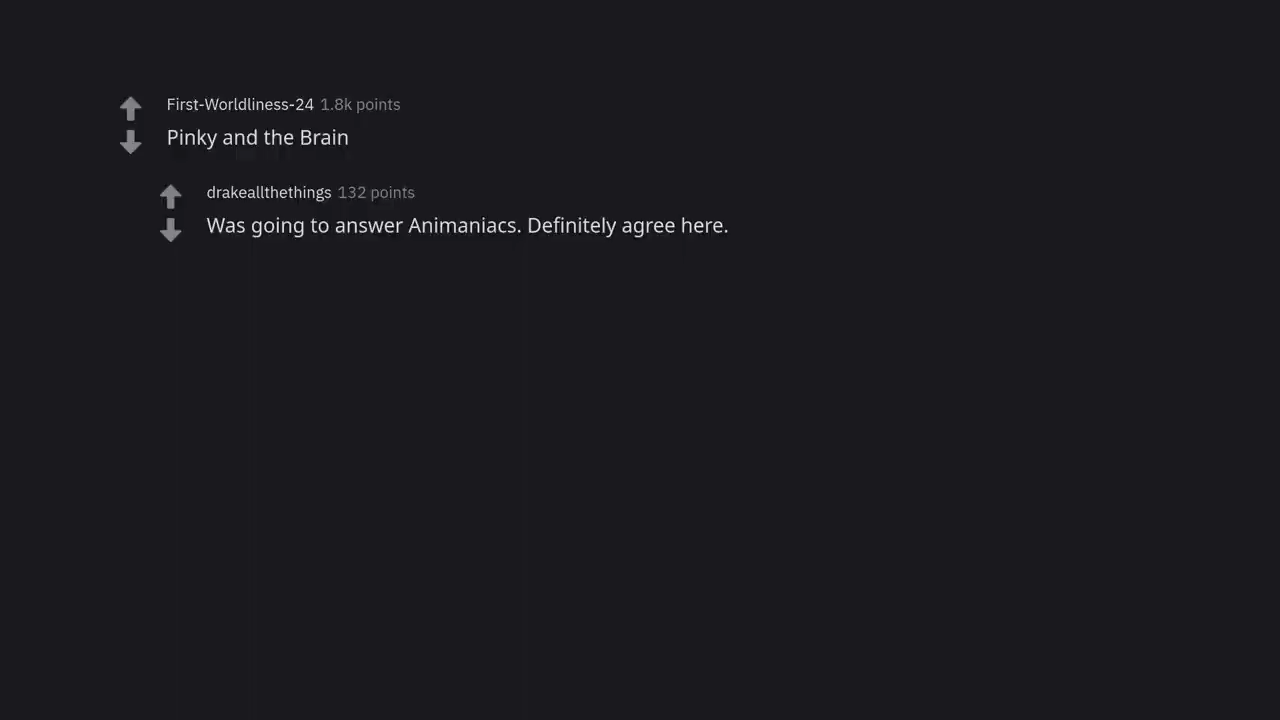 First-Worldliness-24 1.8k points
Pinky and the Brain
drakeallthethings 132 points
Was going to answer Animaniacs. Definitely agree here.